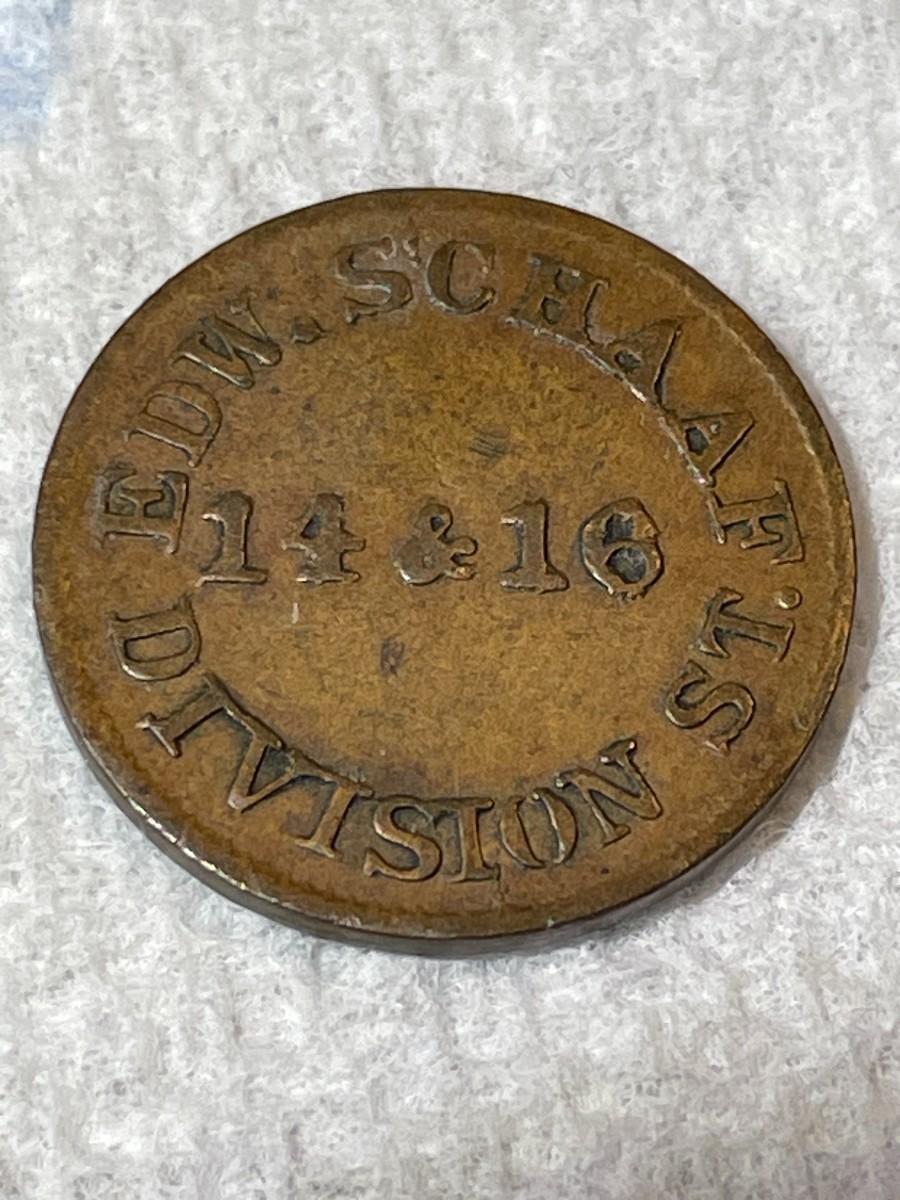 EDW. SCHAAF
14 & 16
DIVISION ST.